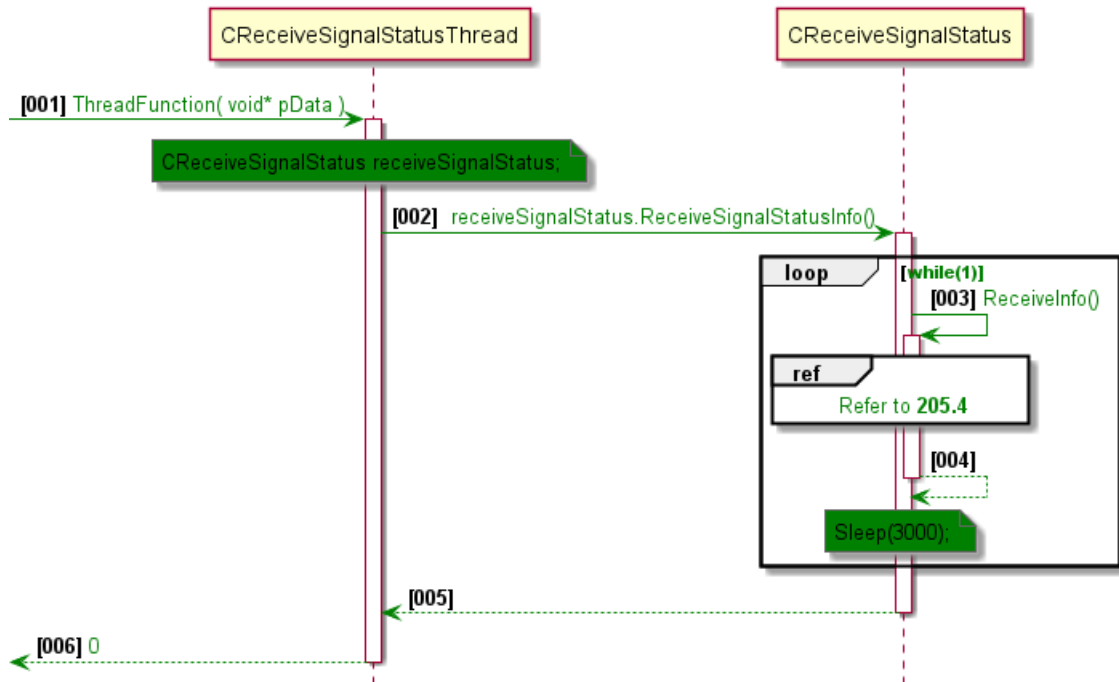 CReceiveSignalStatusThread
CReceiveSignalStatus
[001] ThreadFunction( void* pData )
CReceiveSignalStatus receiveSignalStatus;
[002] receiveSignalStatus.ReceiveSignalStatusInfo()
loop
[while(1)]
[003] ReceiveInfo()
ref
Refer to 205.4
[004]
Sleep(3000);
[005]
[006] 0